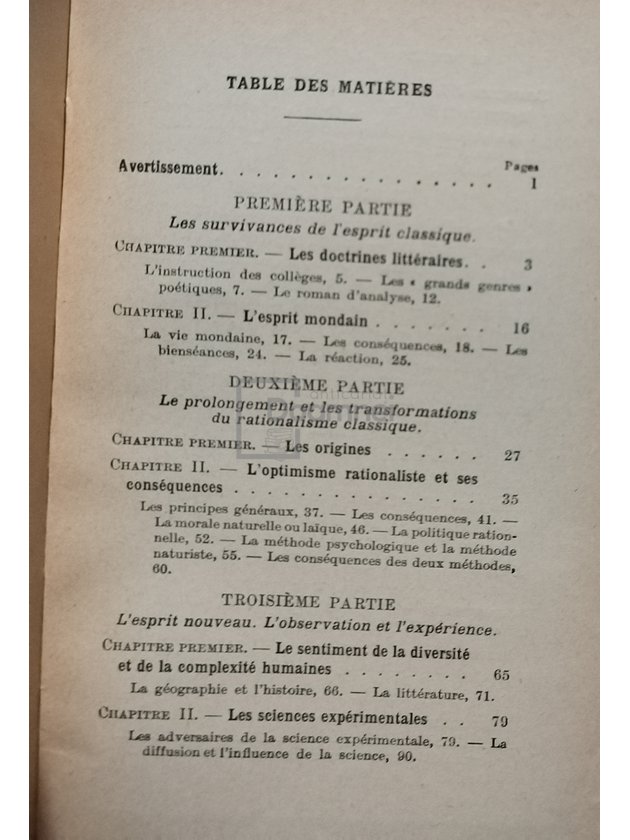 TABLE DES MATIÈRES
Pages
Avertissement. . . . . . . . . . . . . . . . 1
PREMIÈRE PARTIE
Les survivances de l'esprit classique.
CHAPITRE PREMIER. — Les doctrines littéraires. . 3
L'instruction des collèges, 5. — Les « grands genres »
poétiques, 7. — Le roman d'analyse, 12.
CHAPITRE II. — L'esprit mondain . . . . . . . 16
La vie mondaine, 17. — Les conséquences, 18. — Les
bienséances, 24. — La réaction, 25.
DEUXIÈME PARTIE
Le prolongement et les transformations
du rationalisme classique.
CHAPITRE PREMIER. — Les origines . . . . . . 27
CHAPITRE II. — L'optimisme rationaliste et ses
conséquences . . . . . . . . . . . . . . . 35
Les principes généraux, 37. — Les conséquences, 41. —
La morale naturelle ou laïque, 46. — La politique ration-
nelle, 52. — La méthode psychologique et la méthode
naturiste, 55. — Les conséquences des deux méthodes,
60.
TROISIÈME PARTIE
L'esprit nouveau. L'observation et l'expérience.
CHAPITRE PREMIER. — Le sentiment de la diversité
et de la complexité humaines . . . . . . . . 65
La géographie et l'histoire, 66. — La littérature, 71.
CHAPITRE II. — Les sciences expérimentales . . 79
Les adversaires de la science expérimentale, 79. — La
diffusion et l'influence de la science, 90.